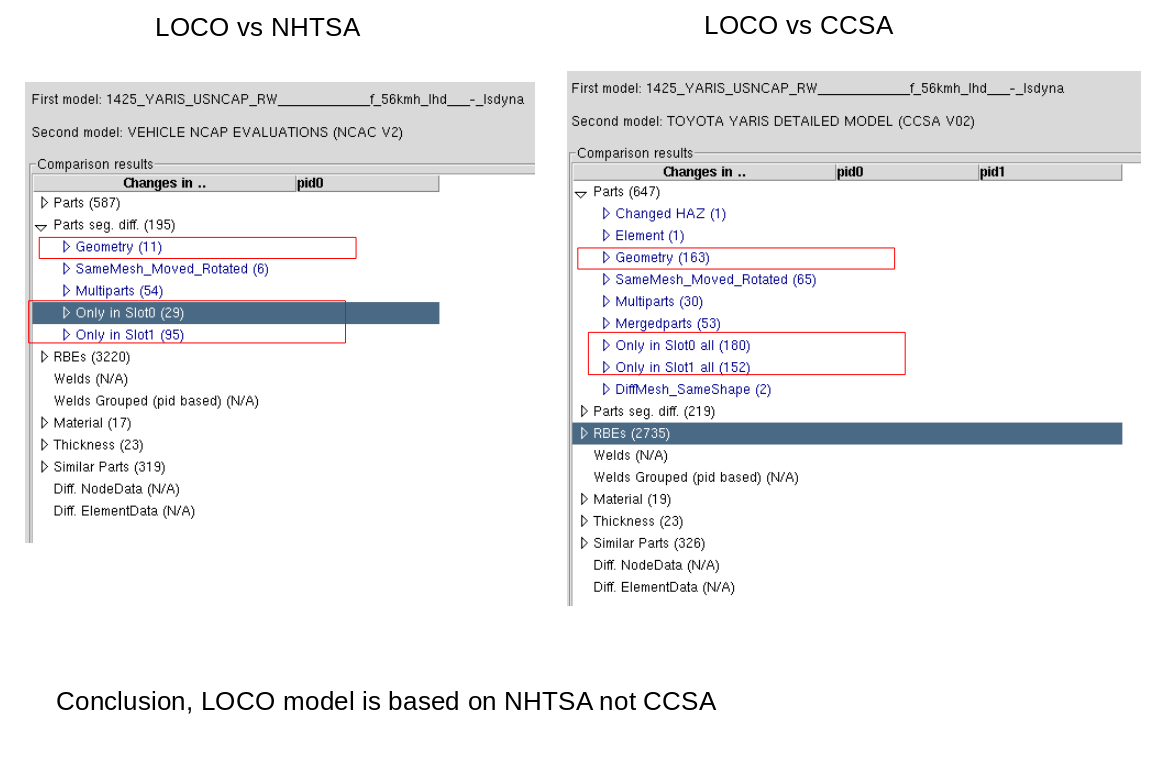 LOCO vs NHTSA
First model: 1425_YARIS_USNCAP_RW______________f_56kmh_lhd___-_lsdyna
Second model: VEHICLE NCAP EVALUATIONS (NCAC V2)
Comparison results
Changes in .. pid0
Parts (587)
Parts seg. diff. (195)
Geometry (11)
SameMesh_Moved_Rotated (6)
Multiparts (54)
Only in Slot0 (29)
Only in Slot1 (95)
RBEs (3220)
Welds (N/A)
Welds Grouped (pid based) (N/A)
Material (17)
Thickness (23)
Similar Parts (319)
Diff. NodeData (N/A)
Diff. ElementData (N/A)
LOCO vs CCSA
First model: 1425_YARIS_USNCAP_RW______________f_56kmh_lhd___-_lsdyna
Second model: TOYOTA YARIS DETAILED MODEL (CCSA V02)
Comparison results
Changes in .. pid0 pid1
Parts (647)
Changed HAZ (1)
Element (1)
Geometry (163)
SameMesh_Moved_Rotated (65)
Multiparts (30)
Mergedparts (53)
Only in Slot0 all (180)
Only in Slot1 all (152)
DiffMesh_SameShape (2)
Parts seg. diff. (219)
RBEs (2735)
Welds (N/A)
Welds Grouped (pid based) (N/A)
Material (19)
Thickness (23)
Similar Parts (326)
Diff. NodeData (N/A)
Diff. ElementData (N/A)
Conclusion, LOCO model is based on NHTSA not CCSA